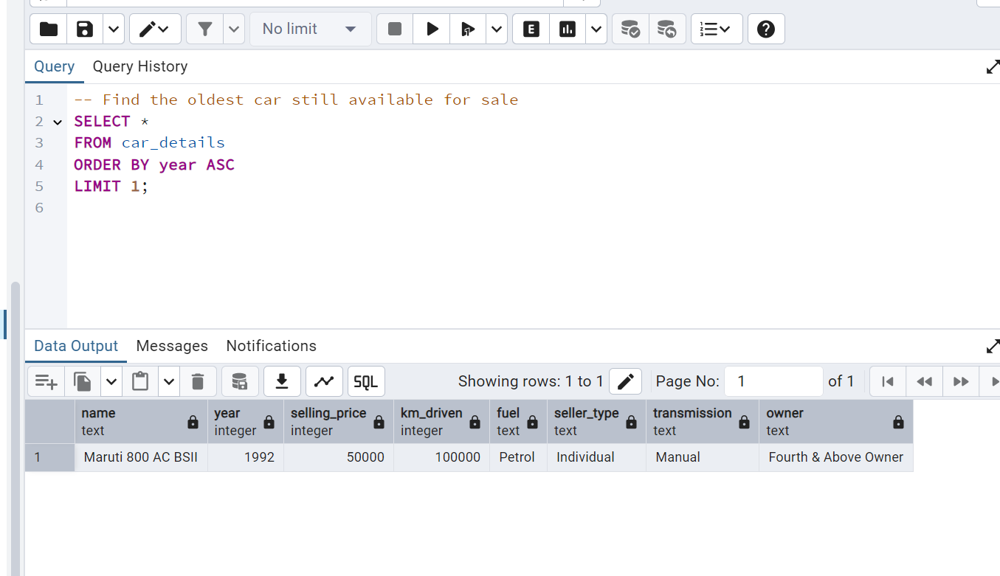 No limit
E
Query Query History
1 -- Find the oldest car still available for sale
2 SELECT *
3 FROM car_details
4 ORDER BY year ASC
5 LIMIT 1;
6
Data Output Messages Notifications
SQL Showing rows: 1 to 1 Page No: 1 of 1
name year selling_price km_driven fuel seller_type transmission owner
text integer integer integer text text text text
1 Maruti 800 AC BSII 1992 50000 100000 Petrol Individual Manual Fourth & Above Owner